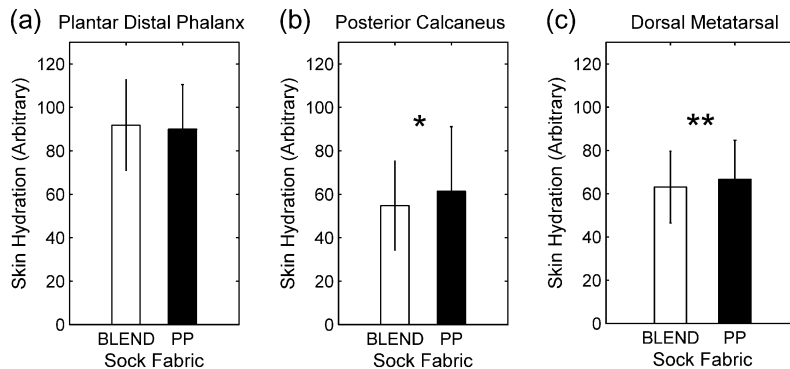 (a) Plantar Distal Phalanx
Skin Hydration (Arbitrary)
120
100
80
60
40
20
0
BLEND PP
Sock Fabric
(b) Posterior Calcaneus
Skin Hydration (Arbitrary)
120
100
80
60
40
20
0
*
BLEND PP
Sock Fabric
(c) Dorsal Metatarsal
Skin Hydration (Arbitrary)
120
100
80
60
40
20
0
**
BLEND PP
Sock Fabric